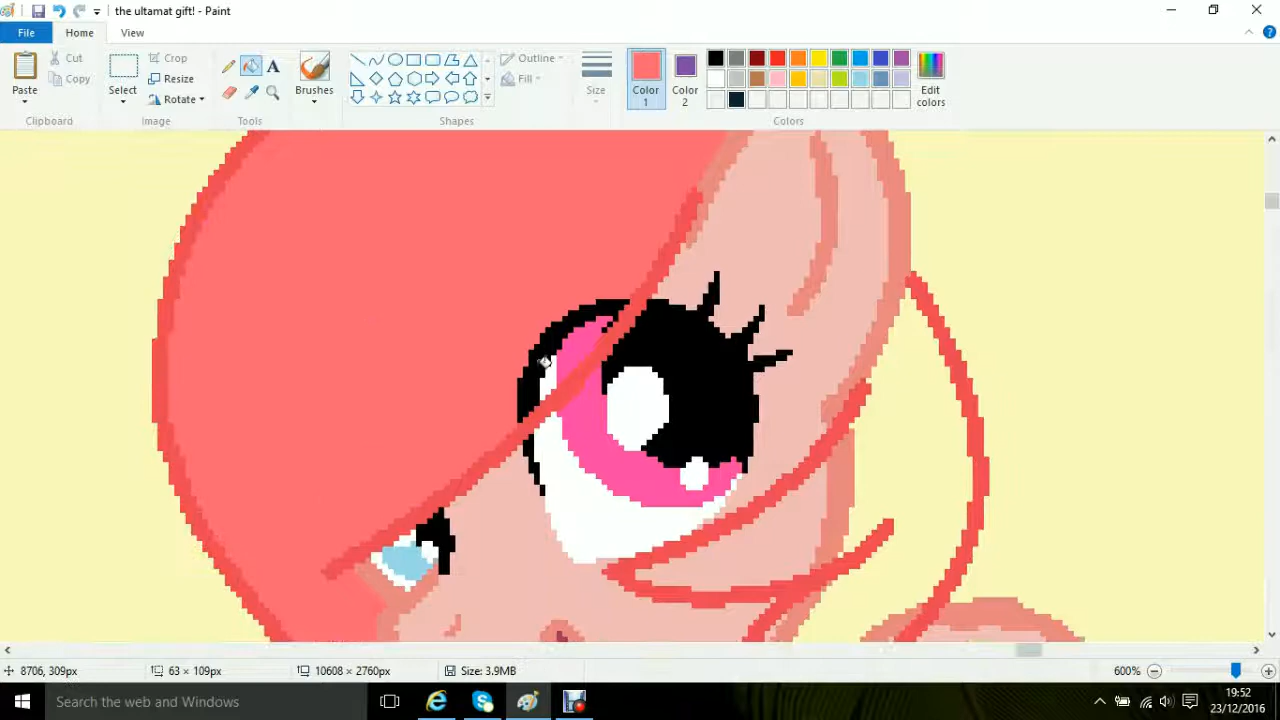 the ultamat gift! - Paint
File
Home
View
Paste
Cut
Copy
Clipboard
Select
Crop
Resize
Rotate
Image
A
Tools
Brushes
Outline
Fill
Shapes
Size
Color 1
Color 2
Edit colors
Colors
8706, 309px
63 × 109px
10608 × 2760px
Size: 3.9MB
600%
Search the web and Windows
19:52
23/12/2016